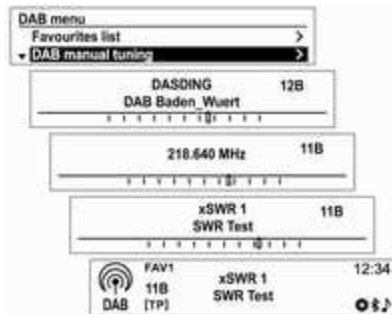 DAB menu
Favourites list >
DAB manual tuning >
DASDING 12B
DAB Baden_Wuert
218.640 MHz 11B
xSWR 1 11B
SWR Test
FAV1 12:34
xSWR 1
11B SWR Test
DAB [TP]